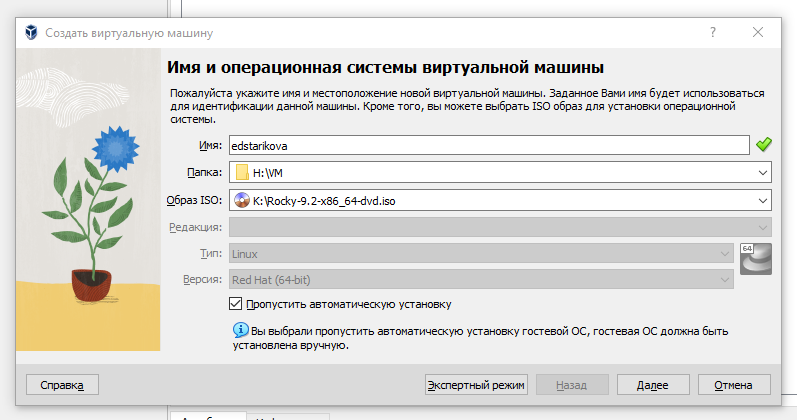 Создать виртуальную машину
Имя и операционная системы виртуальной машины
Пожалуйста укажите имя и местоположение новой виртуальной машины. Заданное Вами имя будет использоваться
для идентификации данной машины. Кроме того, вы можете выбрать ISO образ для установки операционной
системы.
Имя: edstarikova
Папка: H:\VM
Образ ISO: K:\Rocky-9.2-x86_64-dvd.iso
Редакция:
Тип: Linux
64
Версия: Red Hat (64-bit)
Пропустить автоматическую установку
Вы выбрали пропустить автоматическую установку гостевой ОС, гостевая ОС должна быть
установлена вручную.
Справка Экспертный режим Назад Далее Отмена